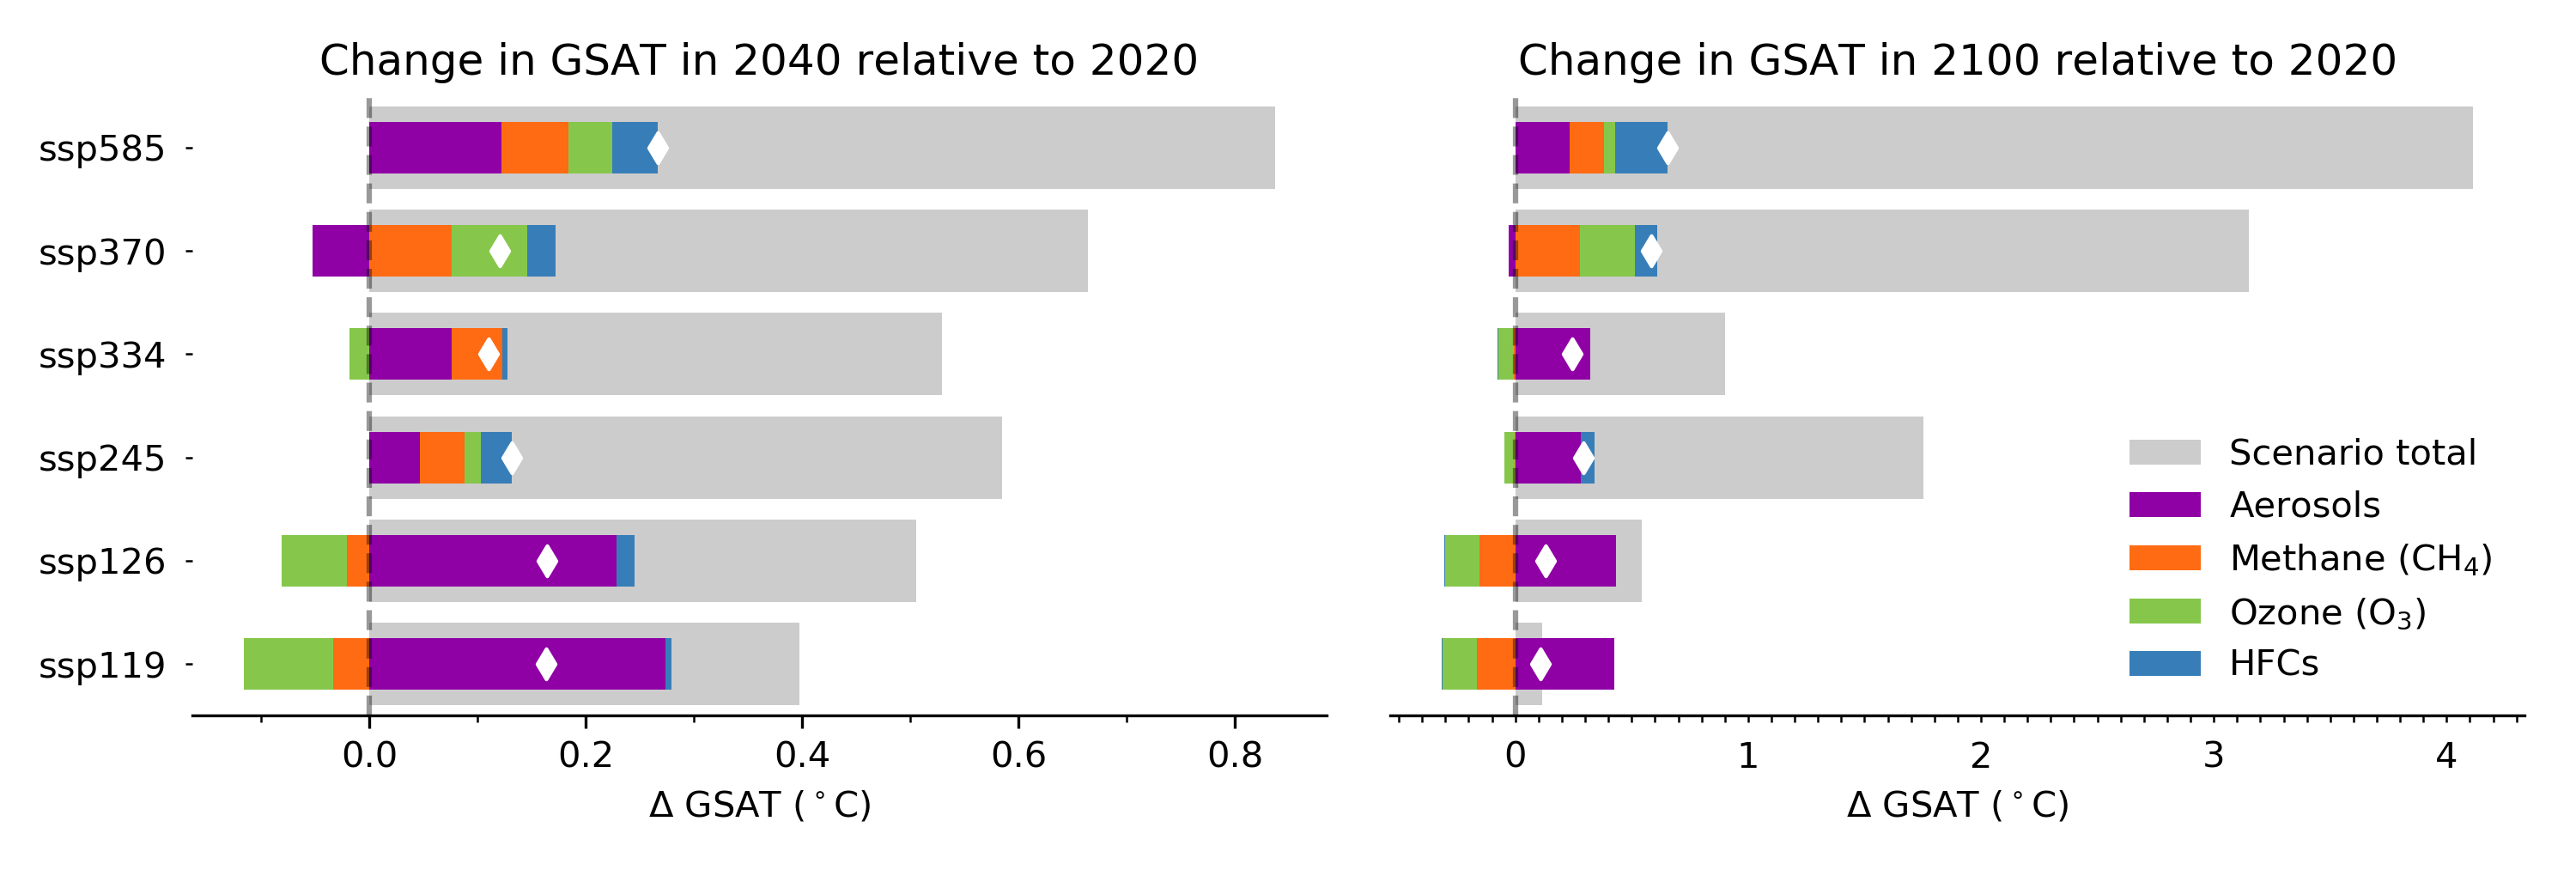 Change in GSAT in 2040 relative to 2020
ssp585
ssp370
ssp334
ssp245
ssp126
ssp119
0.0 0.2 0.4 0.6 0.8
Δ GSAT (°C)
Change in GSAT in 2100 relative to 2020
Scenario total
Aerosols
Methane (CH₄)
Ozone (O₃)
HFCs
0 1 2 3 4
Δ GSAT (°C)